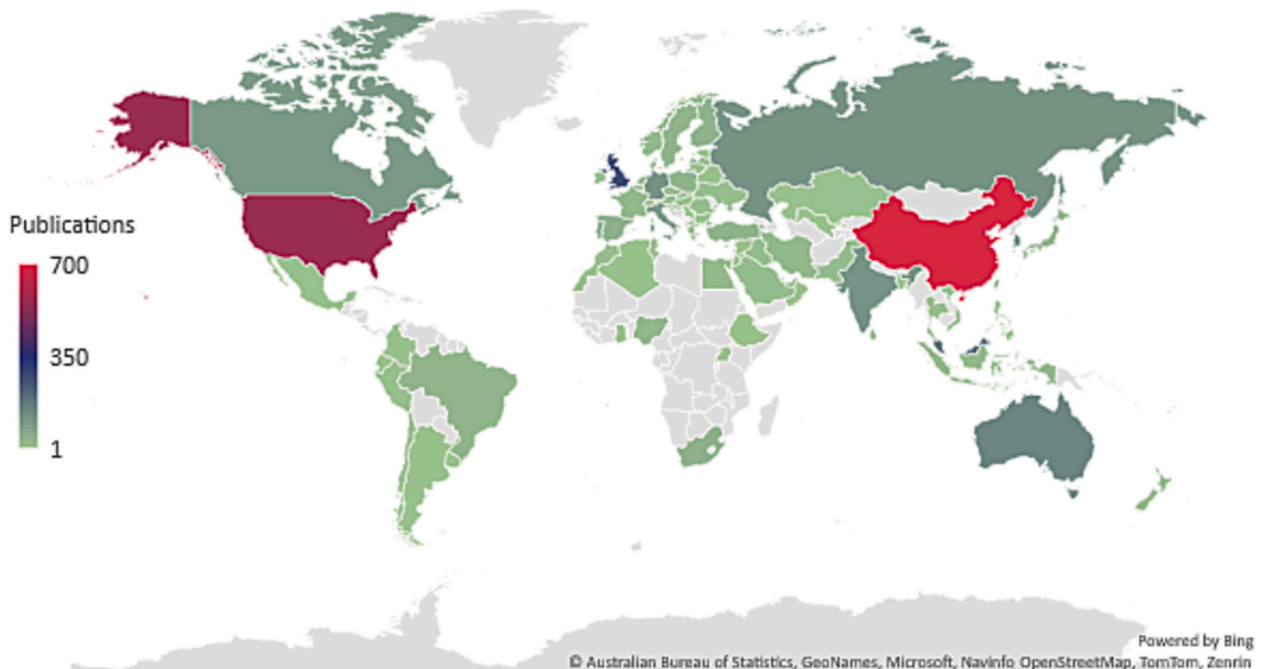 Publications
700
350
1
Powered by Bing
© Australian Bureau of Statistics, GeoNames, Microsoft, Navinfo OpenStreetMap, TomTom, Zenrin